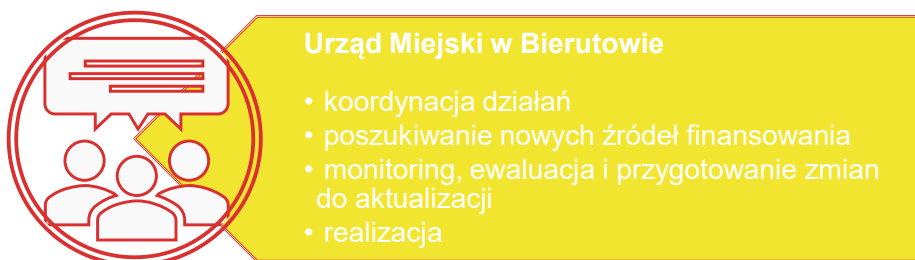 Urząd Miejski w Bierutowie
• koordynacja działań
• poszukiwanie nowych źródeł finansowania
• monitoring, ewaluacja i przygotowanie zmian
do aktualizacji
• realizacja